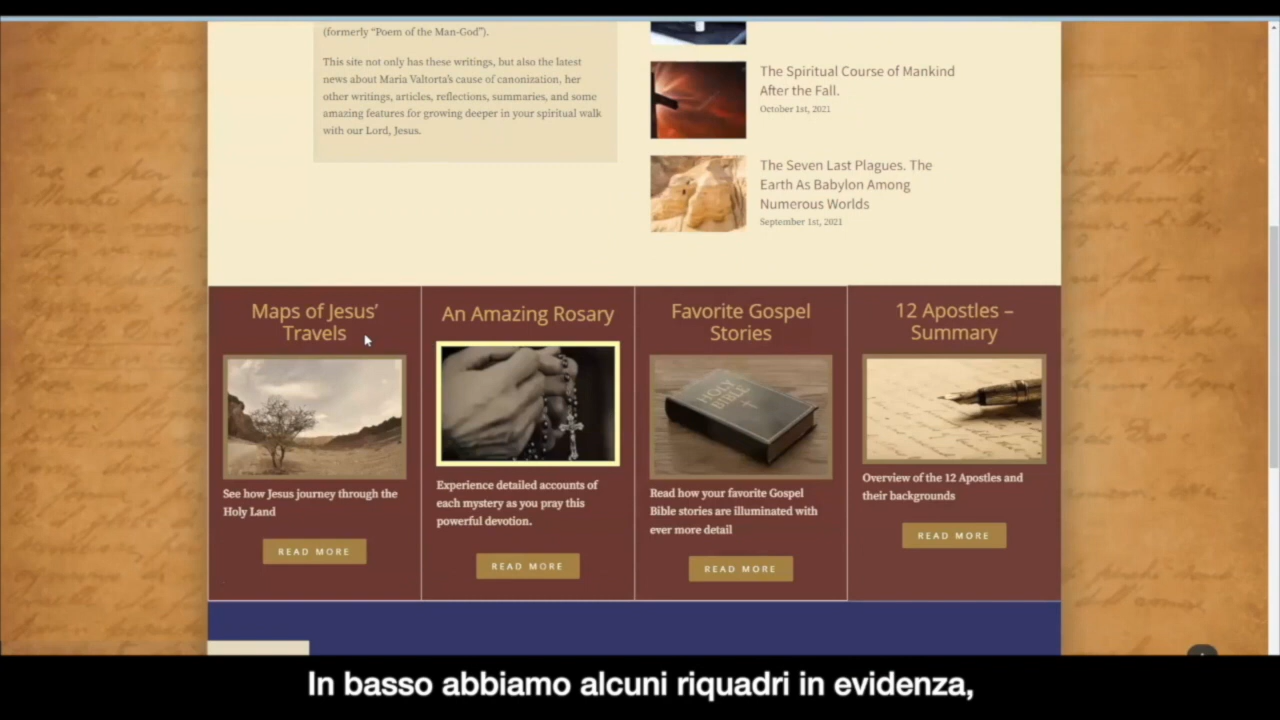 (formerly “Poem of the Man-God”).
This site not only has these writings, but also the latest
news about Maria Valtorta's cause of canonization, her
other writings, articles, reflections, summaries, and some
amazing features for growing deeper in your spiritual walk
with our Lord, Jesus.
The Spiritual Course of Mankind
After the Fall.
October 1st, 2021
The Seven Last Plagues. The
Earth As Babylon Among
Numerous Worlds
September 1st, 2021
Maps of Jesus’
Travels
See how Jesus journey through the
Holy Land
READ MORE
An Amazing Rosary
Experience detailed accounts of
each mystery as you pray this
powerful devotion.
READ MORE
Favorite Gospel
Stories
HOLY
BIBLE
Read how your favorite Gospel
Bible stories are illuminated with
ever more detail
READ MORE
12 Apostles –
Summary
Overview of the 12 Apostles and
their backgrounds
READ MORE
In basso abbiamo alcuni riquadri in evidenza,